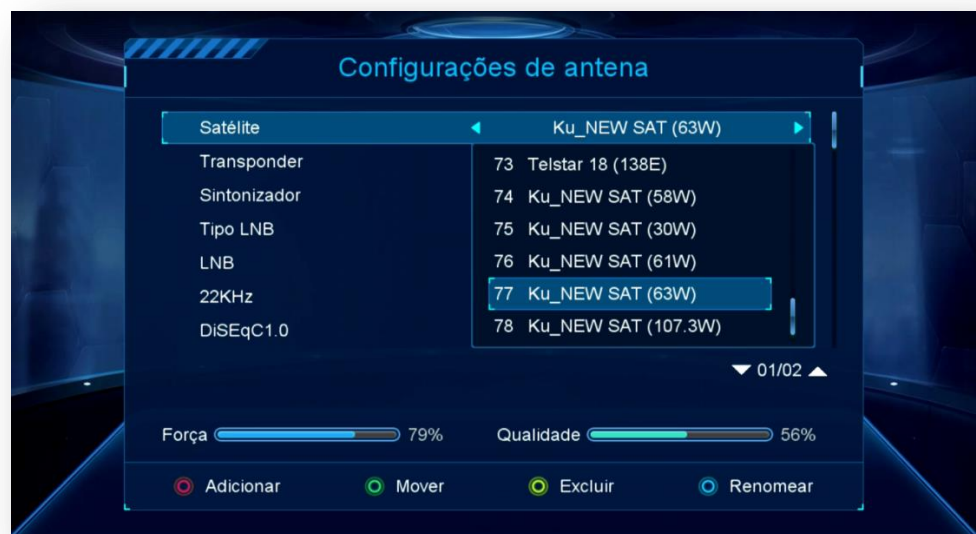 Configurações de antena
Satélite Ku_NEW SAT (63W)
Transponder 73 Telstar 18 (138E)
Sintonizador 74 Ku_NEW SAT (58W)
Tipo LNB 75 Ku_NEW SAT (30W)
LNB 76 Ku_NEW SAT (61W)
22KHz 77 Ku_NEW SAT (63W)
DiSEqC1.0 78 Ku_NEW SAT (107.3W)
01/02
Força 79% Qualidade 56%
Adicionar Mover Excluir Renomear